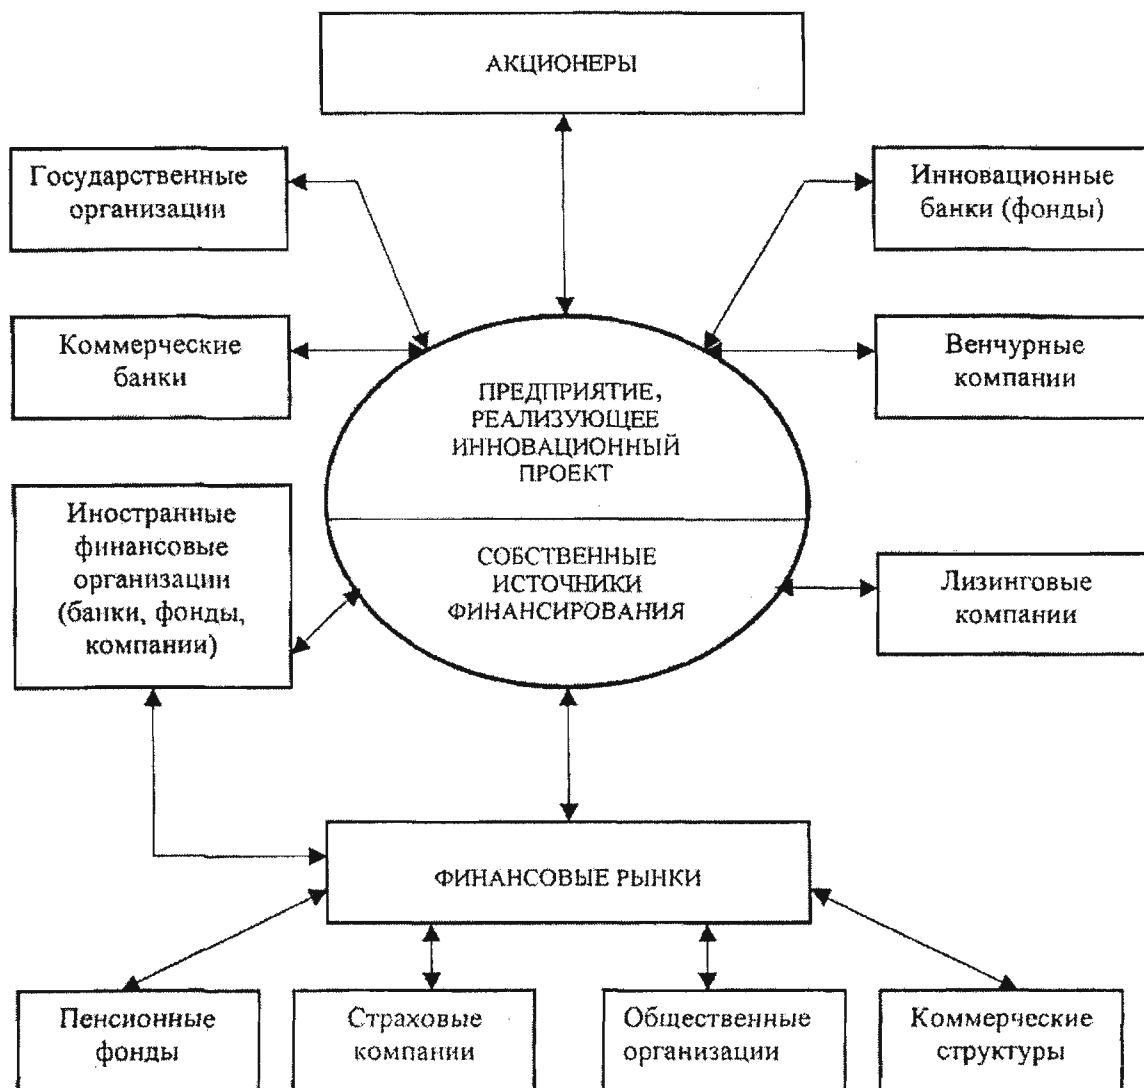 АКЦИОНЕРЫ
Государственные
организации
Инновационные
банки (фонды)
Коммерческие
банки
Венчурные
компании
ПРЕДПРИЯТИЕ,
РЕАЛИЗУЮЩЕЕ
ИННОВАЦИОННЫЙ
ПРОЕКТ
Иностранные
финансовые
организации
(банки, фонды,
компании)
СОБСТВЕННЫЕ
ИСТОЧНИКИ
ФИНАНСИРОВАНИЯ
Лизинговые
компании
ФИНАНСОВЫЕ РЫНКИ
Пенсионные
фонды
Страховые
компании
Общественные
организации
Коммерческие
структуры